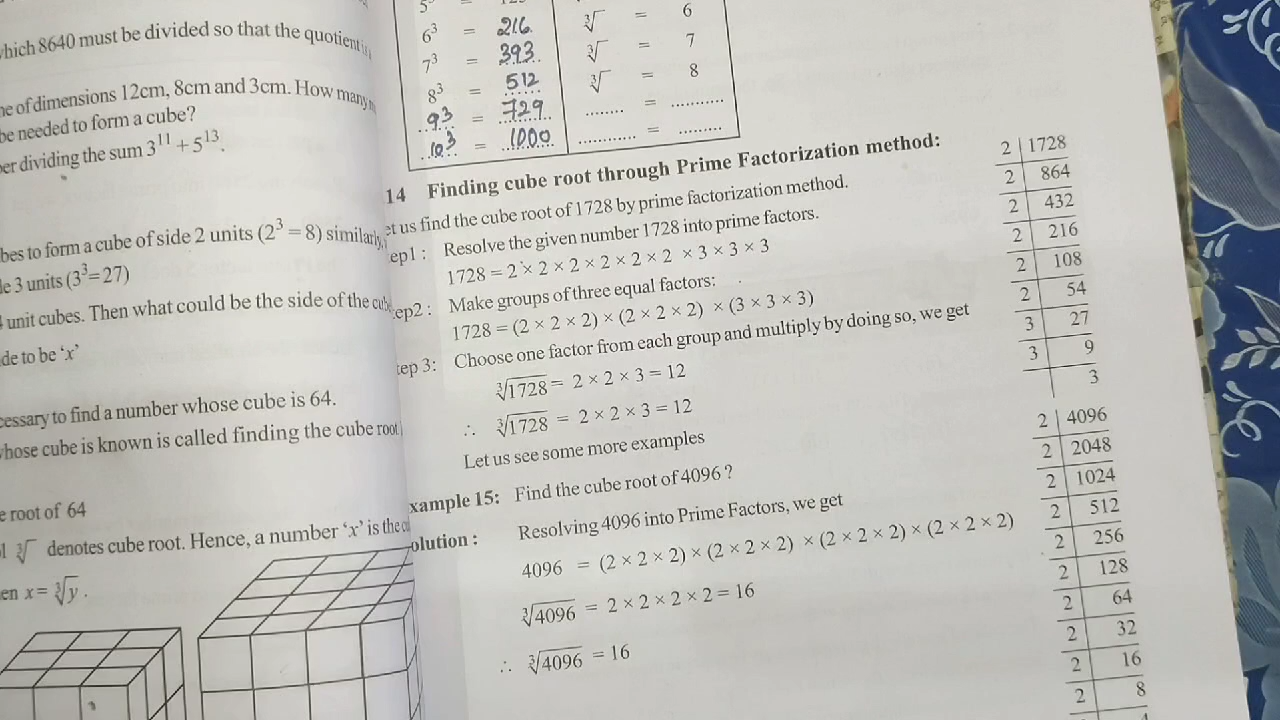 which 8640 must be divided so that the quotient
of dimensions 12cm, 8cm and 3cm. How many
be needed to form a cube?
dividing the sum 3^11 + 5^13.
to form a cube of side 2 units (2^3 = 8) similarly,
3 units (3^3=27)
unit cubes. Then what could be the side of the
to be ‘x’
to find a number whose cube is 64.
whose cube is known is called finding the cube root
root of 64
∛ denotes cube root. Hence, a number ‘x’ is the
x = ∛y .
6^3 = 216
7^3 = 393
8^3 = 512
9^3 = 729
10^3 = 1000
∛ = 6
∛ = 7
∛ = 8
........ = ...........
............ = .........
14 Finding cube root through Prime Factorization method:
us find the cube root of 1728 by prime factorization method.
ep1 : Resolve the given number 1728 into prime factors.
1728 = 2 × 2 × 2 × 2 × 2 × 2 × 3 × 3 × 3
ep2 : Make groups of three equal factors:
1728 = (2 × 2 × 2) × (2 × 2 × 2) × (3 × 3 × 3)
tep 3: Choose one factor from each group and multiply by doing so, we get
∛1728 = 2 × 2 × 3 = 12
∴ ∛1728 = 2 × 2 × 3 = 12
Let us see some more examples
xample 15: Find the cube root of 4096 ?
olution : Resolving 4096 into Prime Factors, we get
4096 = (2 × 2 × 2) × (2 × 2 × 2) × (2 × 2 × 2) × (2 × 2 × 2)
∛4096 = 2 × 2 × 2 × 2 = 16
∴ ∛4096 = 16
2 1728
2 864
2 432
2 216
2 108
2 54
3 27
3 9
3
2 4096
2 2048
2 1024
2 512
2 256
2 128
2 64
2 32
2 16
2 8